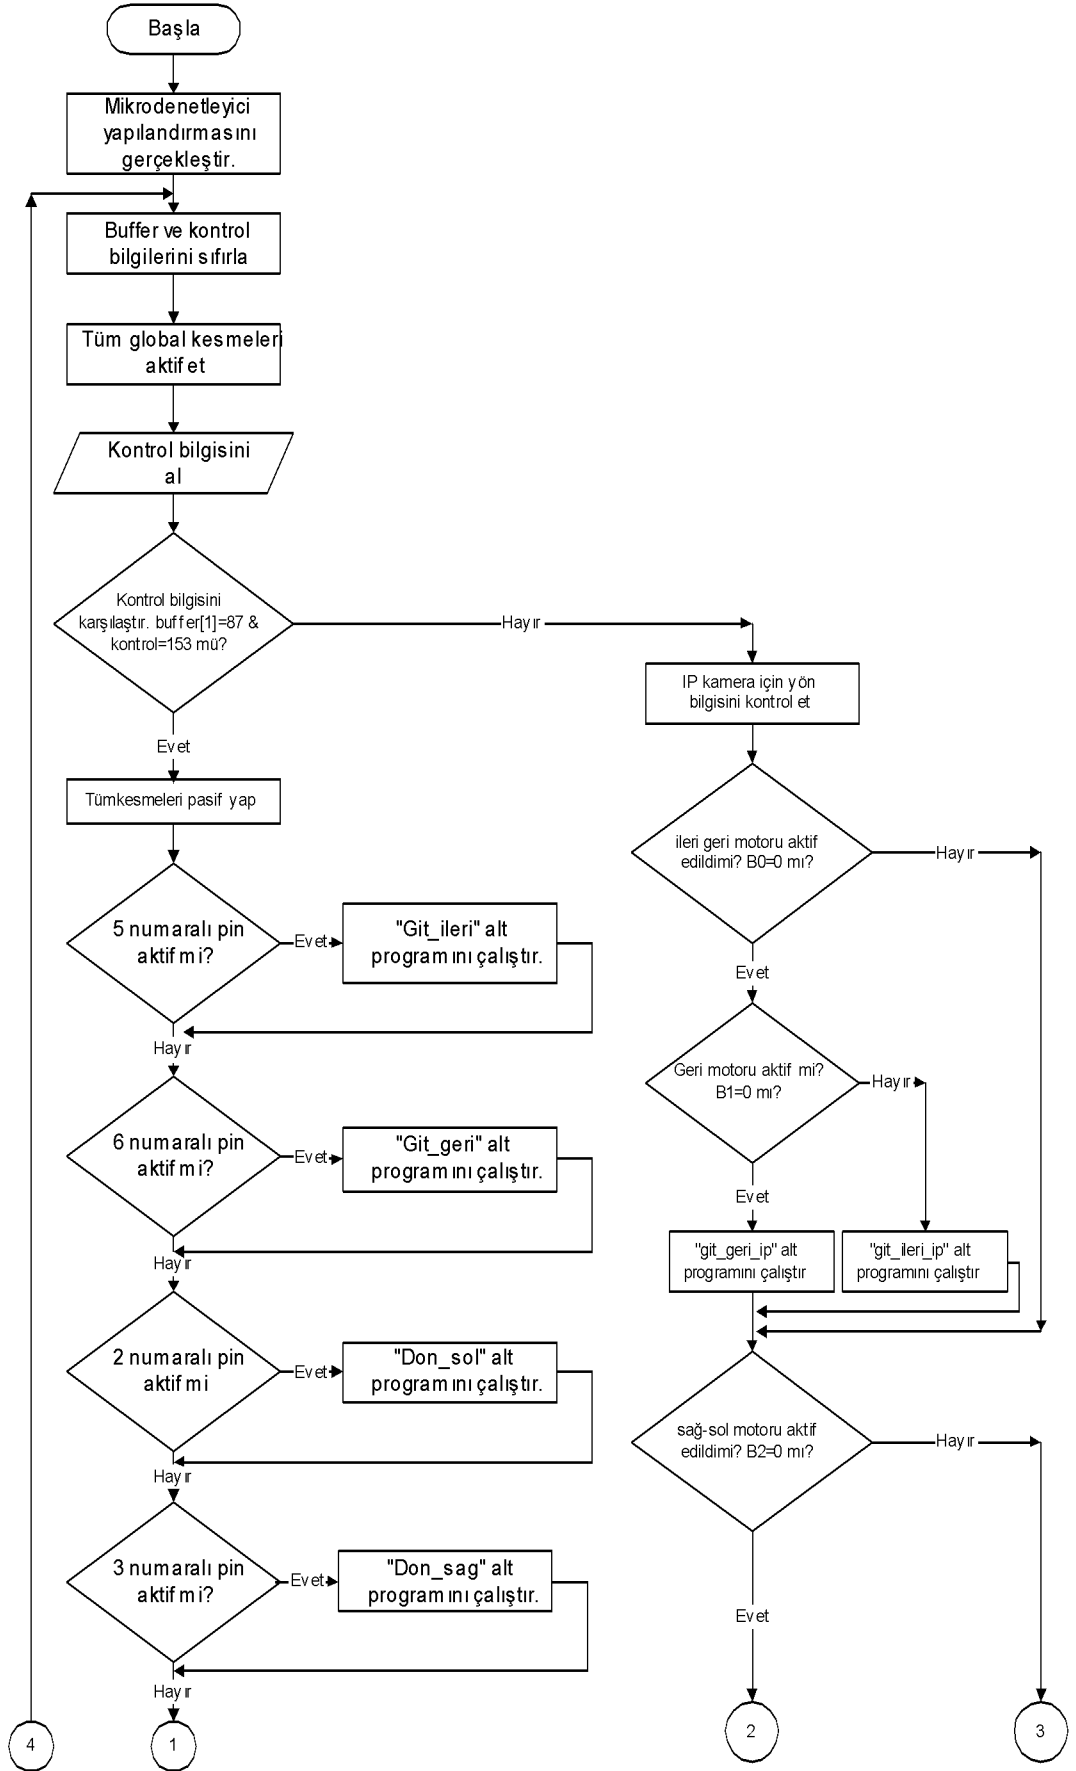 Başla
Mikrodenetleyici
yapılandırmasını
gerçekleştir.
Buffer ve kontrol
bilgilerini sıfırla
Tüm global kesmeleri
aktif et
Kontrol bilgisini
al
Kontrol bilgisini
karşılaştır. buffer[1]=87 &
kontrol=153 mü?
Hayır
Evet
Tümkesmeleri pasif yap
5 numaralı pin
aktif mi?
Evet
"Git_ileri" alt
programını çalıştır.
Hayır
6 numaralı pin
aktif mi?
Evet
"Git_geri" alt
programını çalıştır.
Hayır
2 numaralı pin
aktif mi
Evet
"Don_sol" alt
programını çalıştır.
Hayır
3 numaralı pin
aktif mi?
Evet
"Don_sag" alt
programını çalıştır.
Hayır
4
1
IP kamera için yön
bilgisini kontrol et
ileri geri motoru aktif
edildimi? B0=0 mı?
Hayır
Evet
Geri motoru aktif mi?
B1=0 mı?
Hayır
Evet
"git_geri_ip" alt
programını çalıştır
"git_ileri_ip" alt
programını çalıştır
sağ-sol motoru aktif
edildimi? B2=0 mı?
Hayır
Evet
2
3